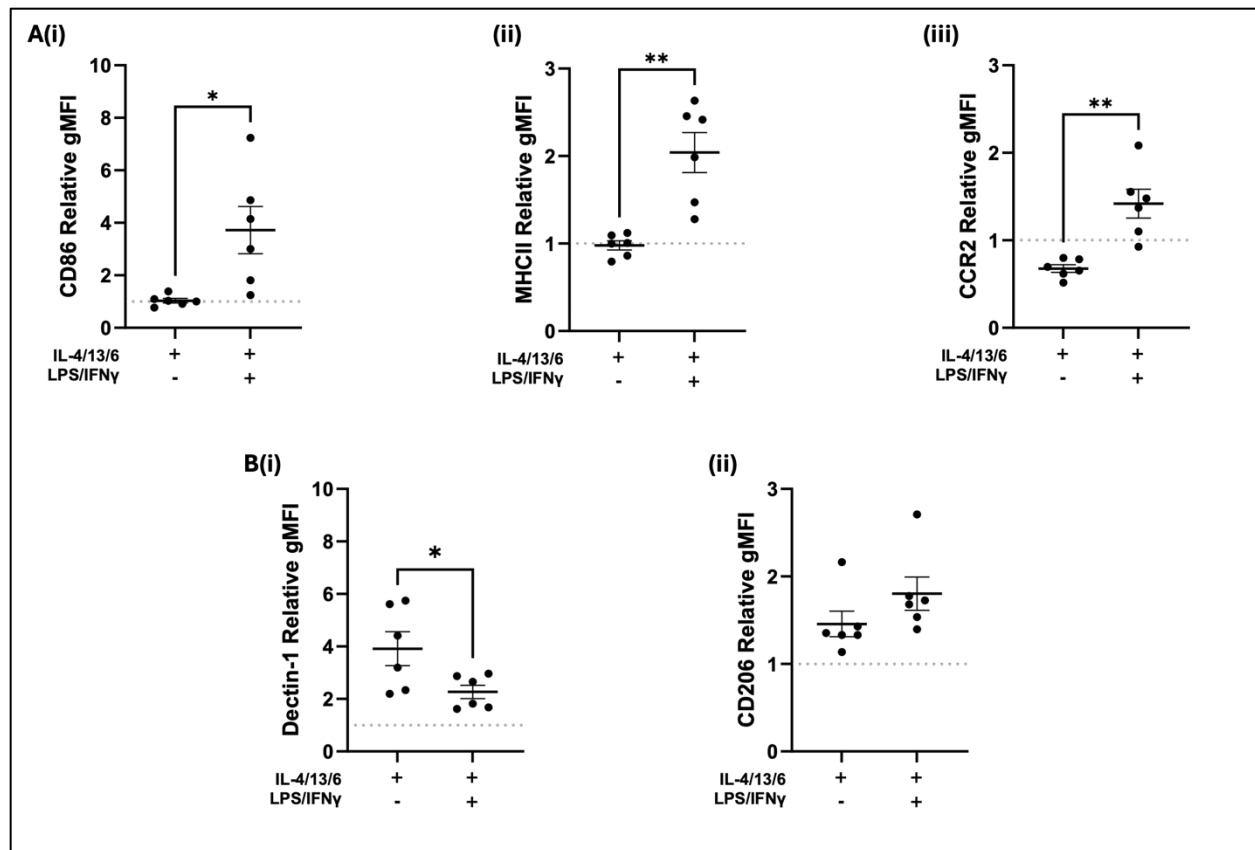 A(i)
CD86 Relative gMFI
10
8
6
4
2
0
*
IL-4/13/6 + +
LPS/IFNγ - +
(ii)
MHCII Relative gMFI
3
2
1
0
**
IL-4/13/6 + +
LPS/IFNγ - +
(iii)
CCR2 Relative gMFI
3
2
1
0
**
IL-4/13/6 + +
LPS/IFNγ - +
B(i)
Dectin-1 Relative gMFI
10
8
6
4
2
0
*
IL-4/13/6 + +
LPS/IFNγ - +
(ii)
CD206 Relative gMFI
3
2
1
0
IL-4/13/6 + +
LPS/IFNγ - +